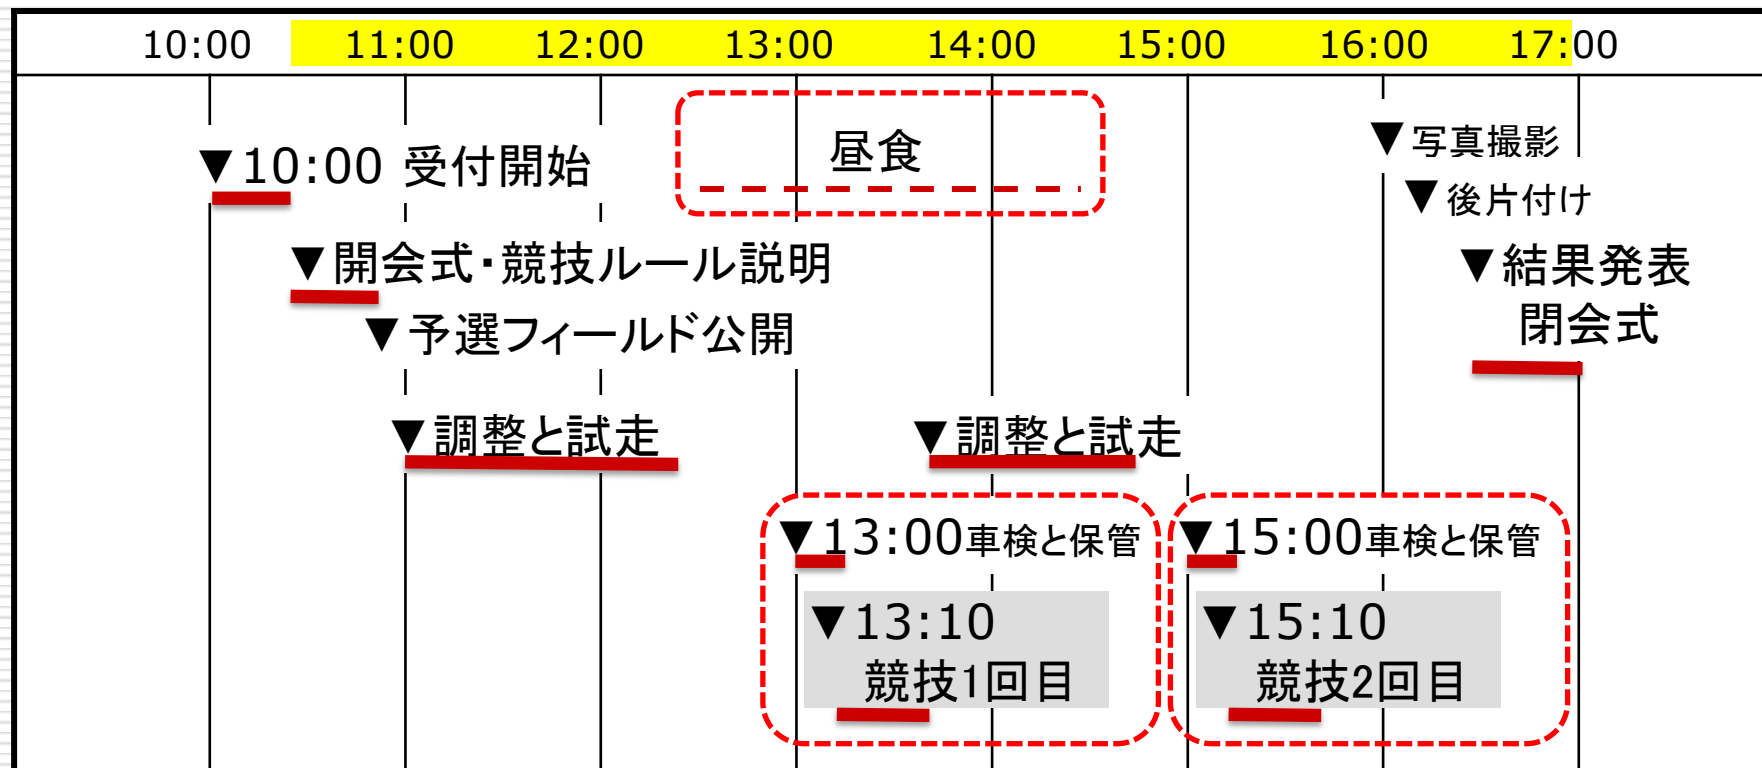 10:00 11:00 12:00 13:00 14:00 15:00 16:00 17:00
▼10:00 受付開始
昼食
▼写真撮影
▼後片付け
▼開会式・競技ルール説明
▼結果発表
閉会式
▼予選フィールド公開
▼調整と試走
▼調整と試走
▼13:00車検と保管
▼15:00車検と保管
▼13:10
競技1回目
▼15:10
競技2回目